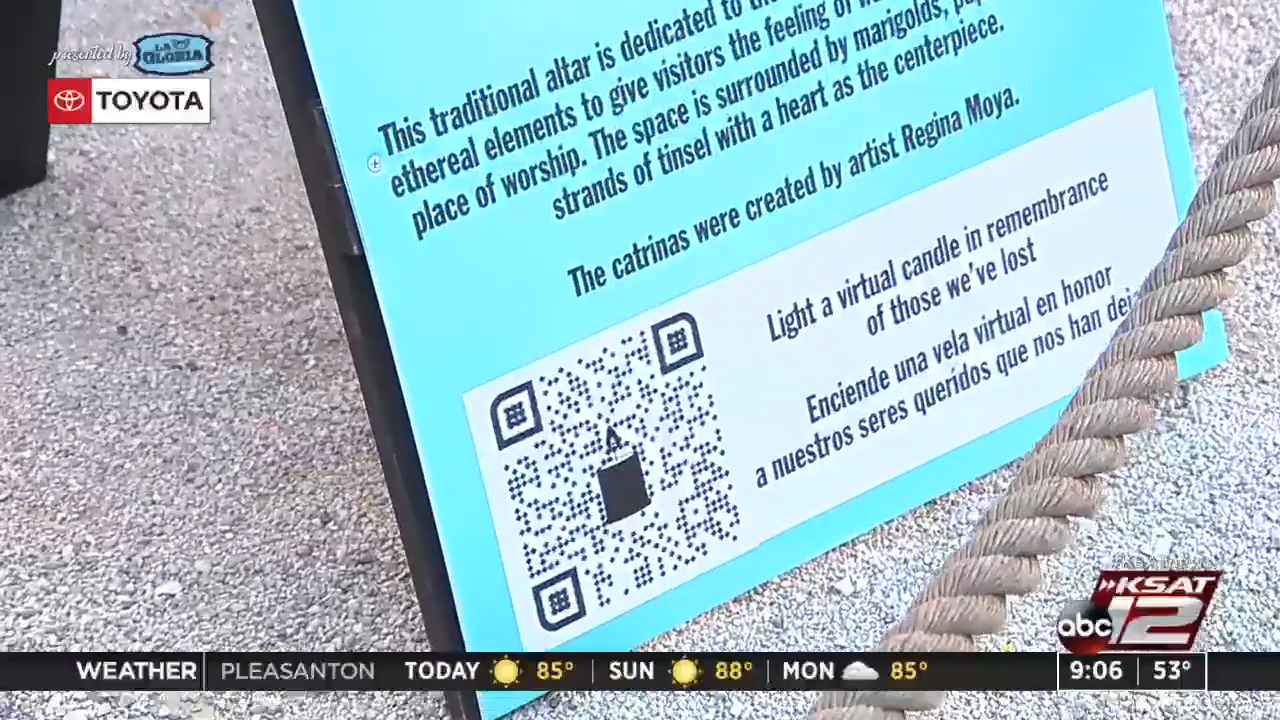 presented by
LA GLORIA
TOYOTA
This traditional altar is dedicated to
ethereal elements to give visitors the feeling of
place of worship. The space is surrounded by marigolds,
strands of tinsel with a heart as the centerpiece.
The catrinas were created by artist Regina Moya.
Light a virtual candle in remembrance
of those we've lost
Enciende una vela virtual en honor
a nuestros seres queridos que nos han
KSAT
abc 12
WEATHER PLEASANTON TODAY 85° SUN 88° MON 85° 9:06 53°